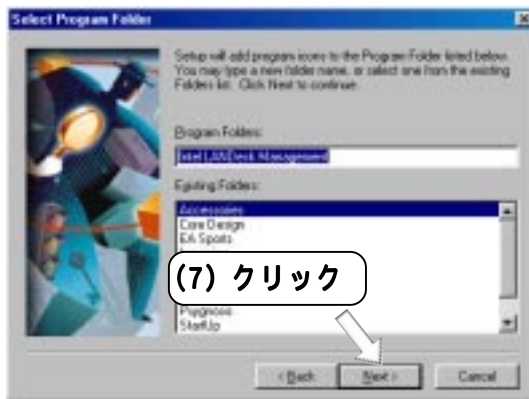 Select Program Folder
Setup will add program icons to the Program Folder listed below.
You may type a new folder name, or select one from the existing
Folders list. Click Next to continue.
Program Folders:
Intel LANDesk Management
Existing Folders:
Accessories
Core Design
EA Sports
(7) クリック
Psygnosis
StartUp
< Back
Next >
Cancel